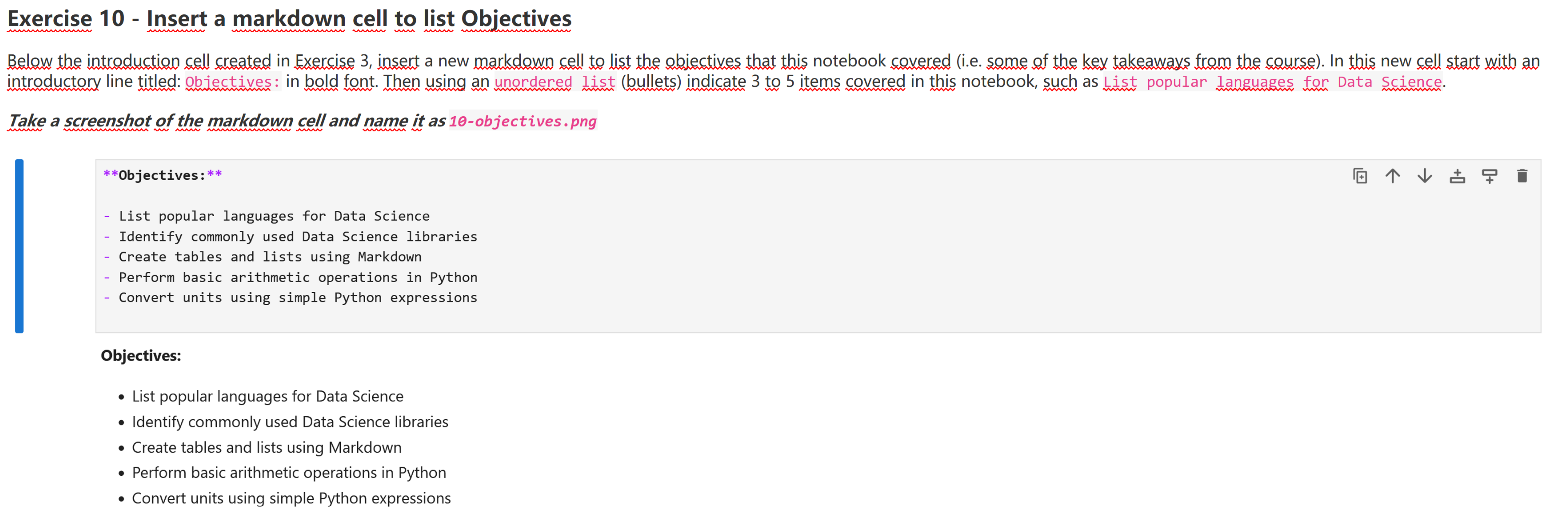 Exercise 10 - Insert a markdown cell to list Objectives
Below the introduction cell created in Exercise 3, insert a new markdown cell to list the objectives that this notebook covered (i.e. some of the key takeaways from the course). In this new cell start with an
introductory line titled: Objectives: in bold font. Then using an unordered list (bullets) indicate 3 to 5 items covered in this notebook, such as List popular languages for Data Science.
Take a screenshot of the markdown cell and name it as 10-objectives.png
**Objectives:**
- List popular languages for Data Science
- Identify commonly used Data Science libraries
- Create tables and lists using Markdown
- Perform basic arithmetic operations in Python
- Convert units using simple Python expressions
Objectives:
• List popular languages for Data Science
• Identify commonly used Data Science libraries
• Create tables and lists using Markdown
• Perform basic arithmetic operations in Python
• Convert units using simple Python expressions